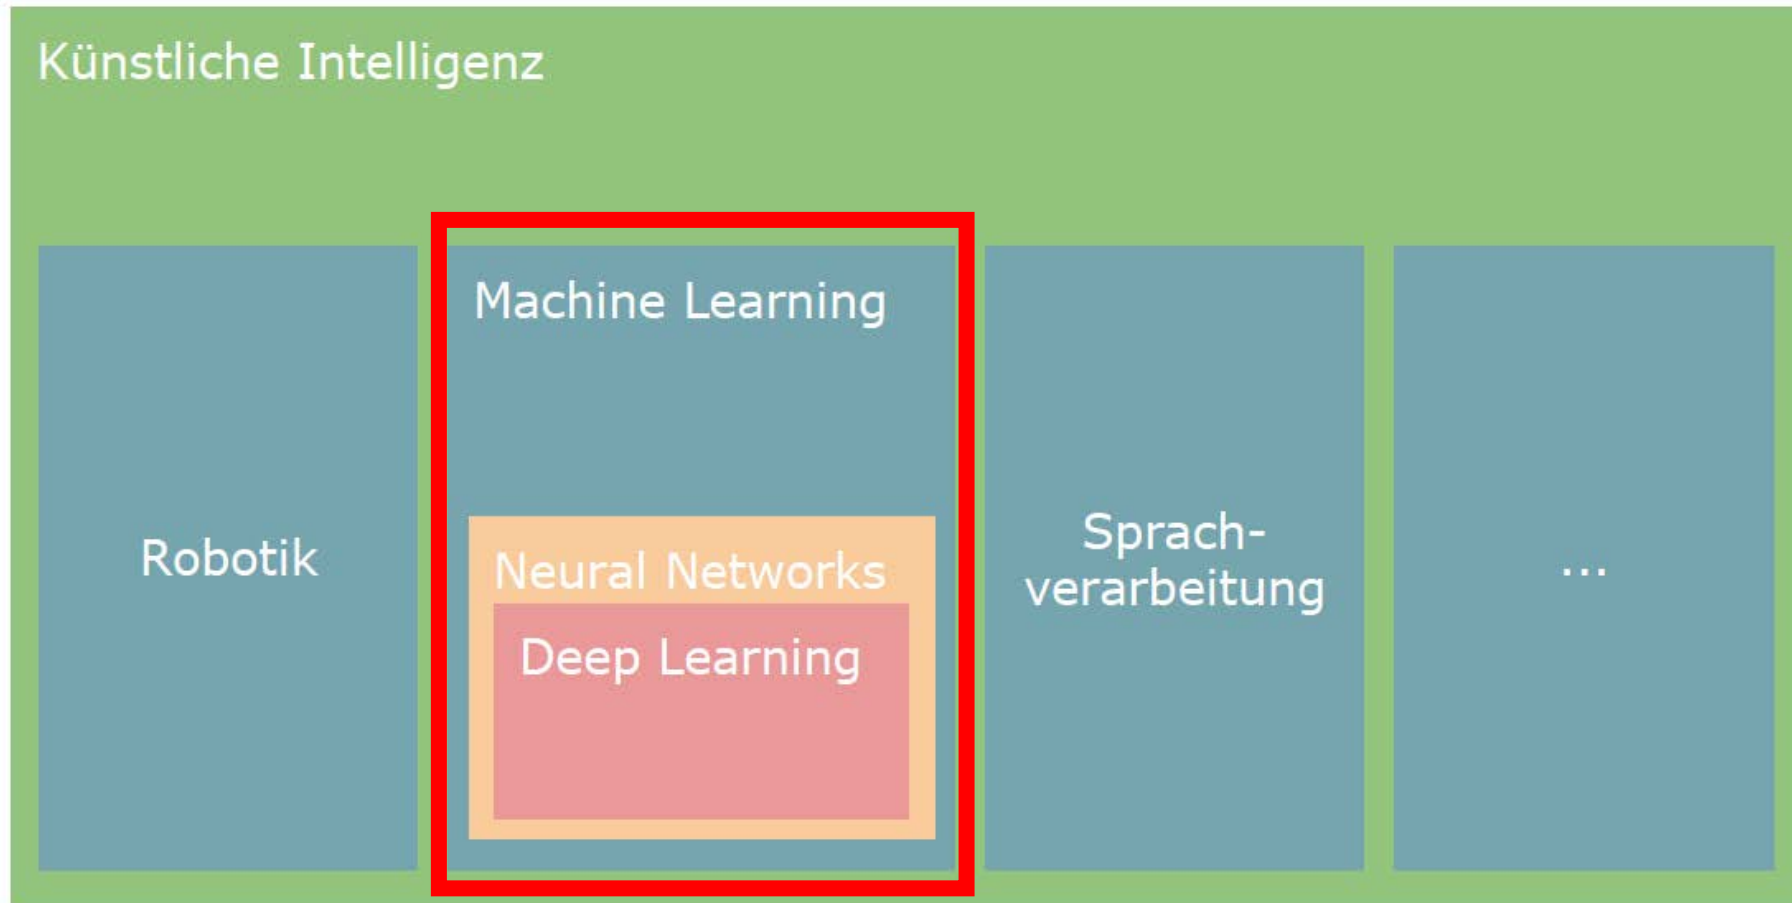 Künstliche Intelligenz
Robotik
Machine Learning
Neural Networks
Deep Learning
Sprach-
verarbeitung
...